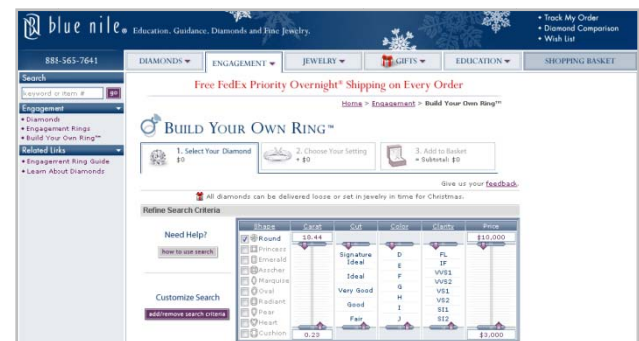 blue nile® Education. Guidance. Diamonds and Fine Jewelry.
• Track My Order
• Diamond Comparison
• Wish List
888-565-7641
DIAMONDS ENGAGEMENT JEWELRY GIFTS EDUCATION SHOPPING BASKET
Search
keyword or item # go
Engagement
• Diamonds
• Engagement Rings
• Build Your Own Ring™
Related Links
• Engagement Ring Guide
• Learn About Diamonds
Free FedEx Priority Overnight® Shipping on Every Order
Home > Engagement > Build Your Own Ring™
BUILD YOUR OWN RING™
1. Select Your Diamond
$0
2. Choose Your Setting
+ $0
3. Add to Basket
= Subtotal: $0
Give us your feedback.
All diamonds can be delivered loose or set in jewelry in time for Christmas.
Refine Search Criteria
Need Help?
how to use search
Customize Search
add/remove search criteria
Shape Carat Cut Color Clarity Price
Round
Princess
Emerald
Asscher
Marquise
Oval
Radiant
Pear
Heart
Cushion
18.44
0.20
Signature Ideal
Ideal
Very Good
Good
Fair
D
E
F
G
H
I
J
FL
IF
VVS1
VVS2
VS1
VS2
SI1
SI2
$10,000
$3,000